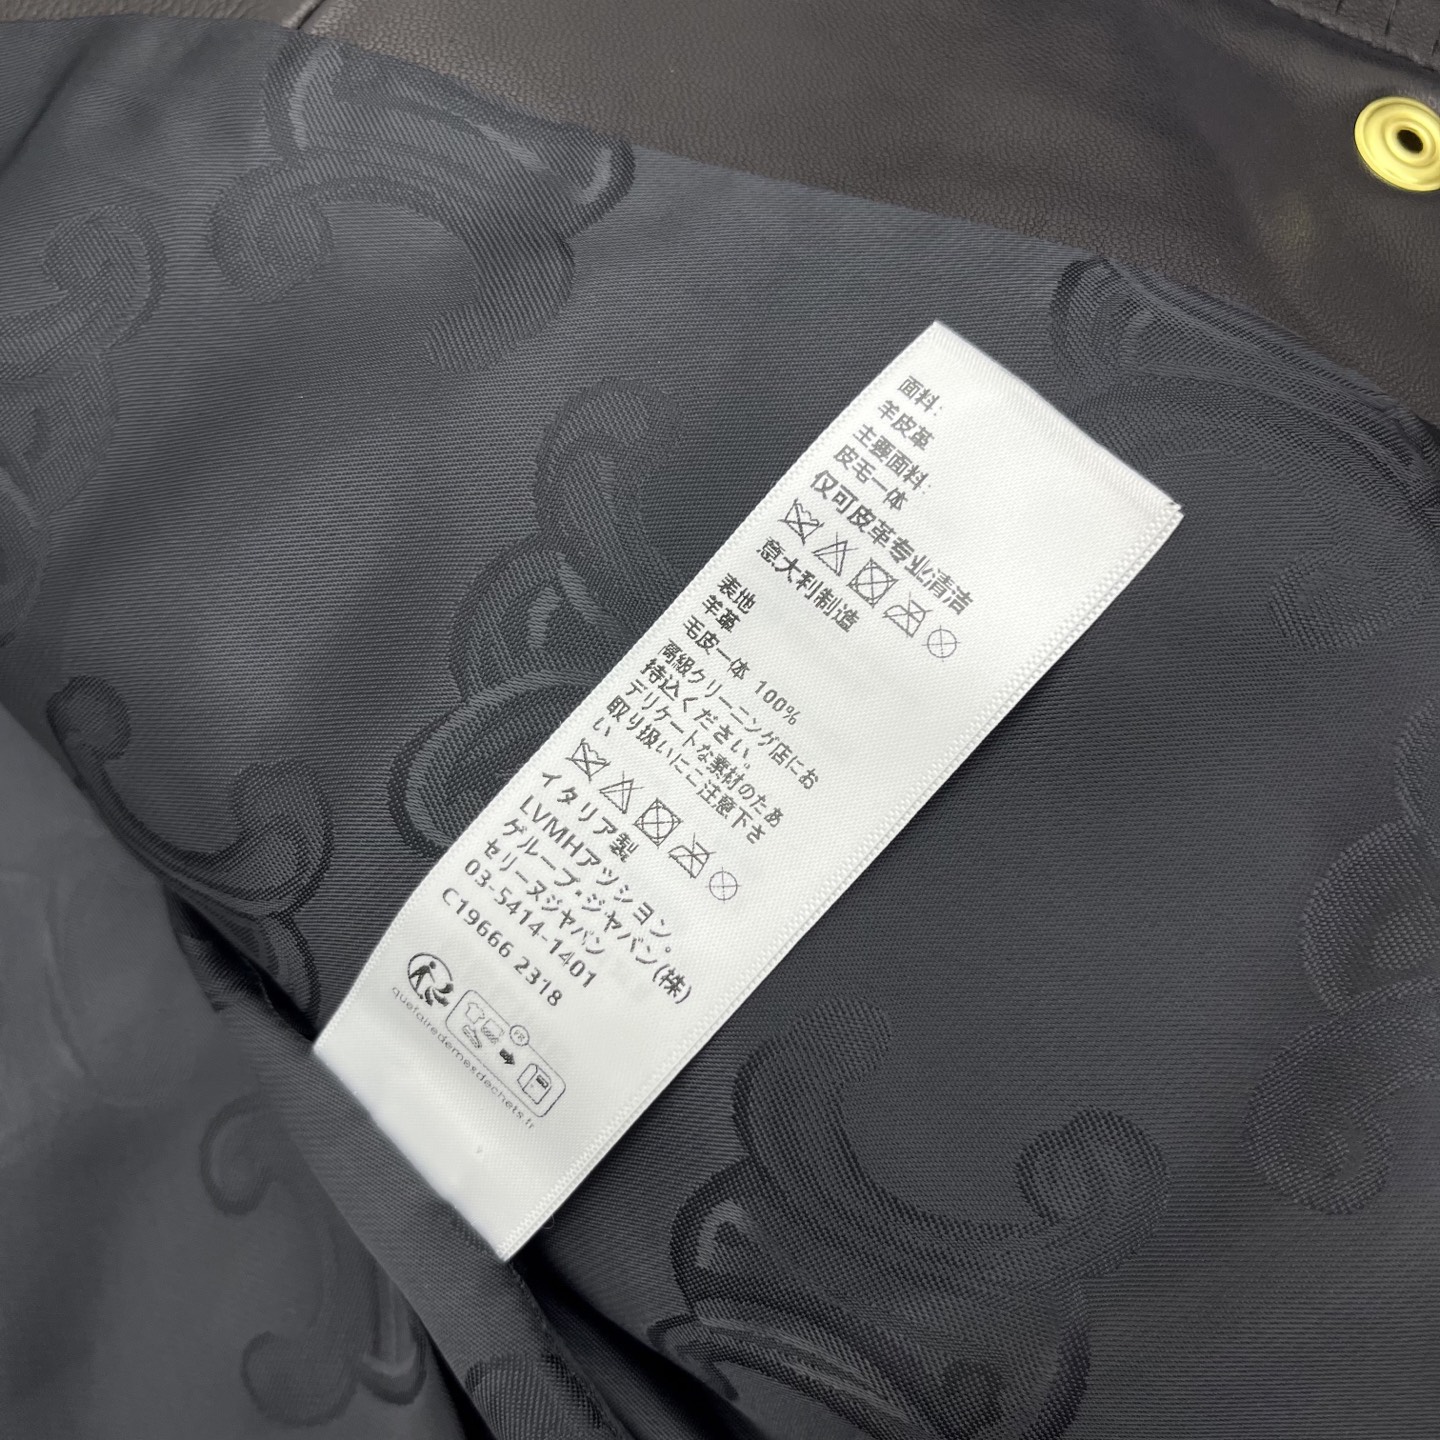 面料:
羊皮革
主要面料:
皮毛一体
仅可皮革专业清洁
意大利制造
表地
羊革
毛皮一体 100%
高級クリーニング店にお
持込ください。
デリケートな素材のためあ
取り扱いにご注意下さ
い
イタリア製
LVMHアッション
ゲループ・ジャパン(株)
セリーヌジャパン
03-5414-1401
C19666 2318
FR
quefairedemesdechets.fr